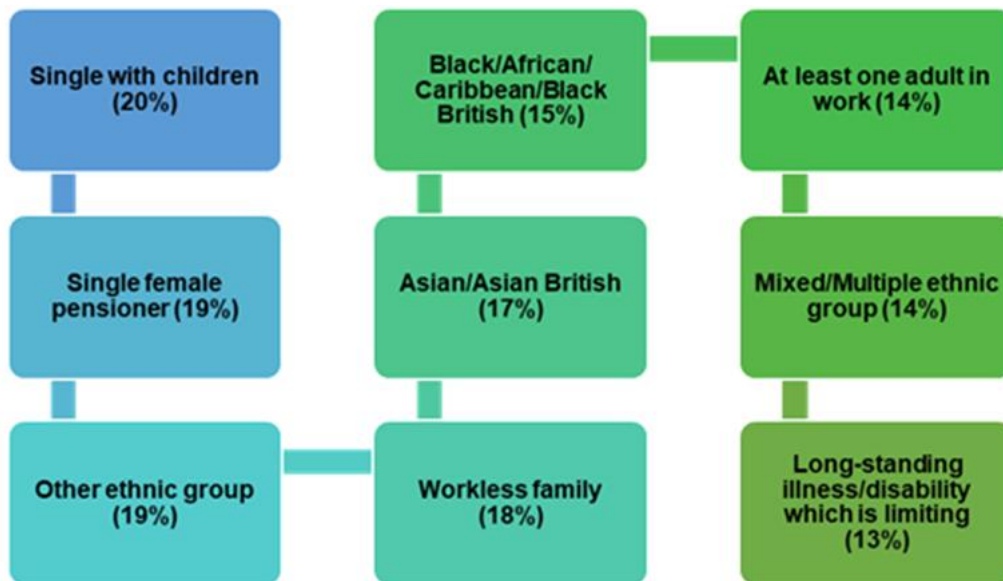 Single with children
(20%)
Single female
pensioner (19%)
Other ethnic group
(19%)
Workless family
(18%)
Asian/Asian British
(17%)
Black/African/
Caribbean/Black
British (15%)
At least one adult in
work (14%)
Mixed/Multiple ethnic
group (14%)
Long-standing
illness/disability
which is limiting
(13%)